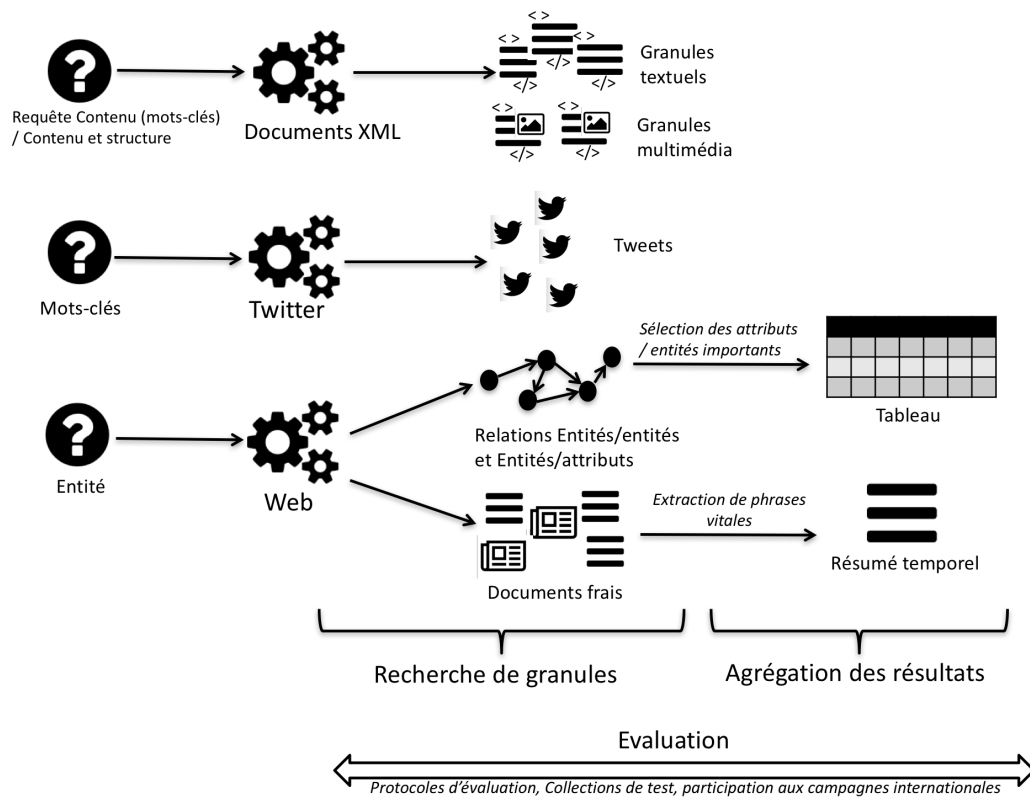 < >
< >
< >
</>
</>
</>
Granules
textuels
Requête Contenu (mots-clés)
/ Contenu et structure
Documents XML
< >
< >
</>
</>
Granules
multimédia
Tweets
Mots-clés
Twitter
Sélection des attributs
/ entités importants
Tableau
Relations Entités/entités
et Entités/attributs
Entité
Web
Extraction de phrases
vitales
Documents frais
Résumé temporel
Recherche de granules
Agrégation des résultats
Evaluation
Protocoles d'évaluation, Collections de test, participation aux campagnes internationales